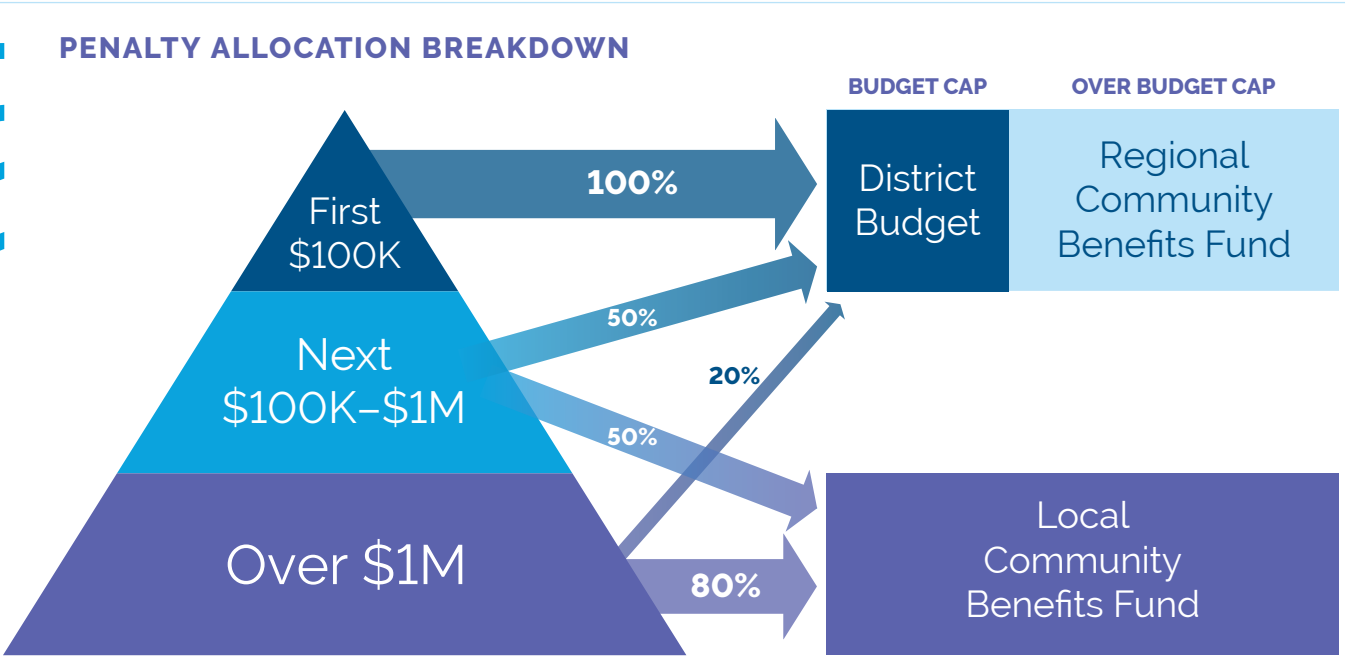 PENALTY ALLOCATION BREAKDOWN
BUDGET CAP
OVER BUDGET CAP
First
$100K
100%
District
Budget
Regional
Community
Benefits Fund
Next
$100K–$1M
50%
20%
50%
Over $1M
80%
Local
Community
Benefits Fund